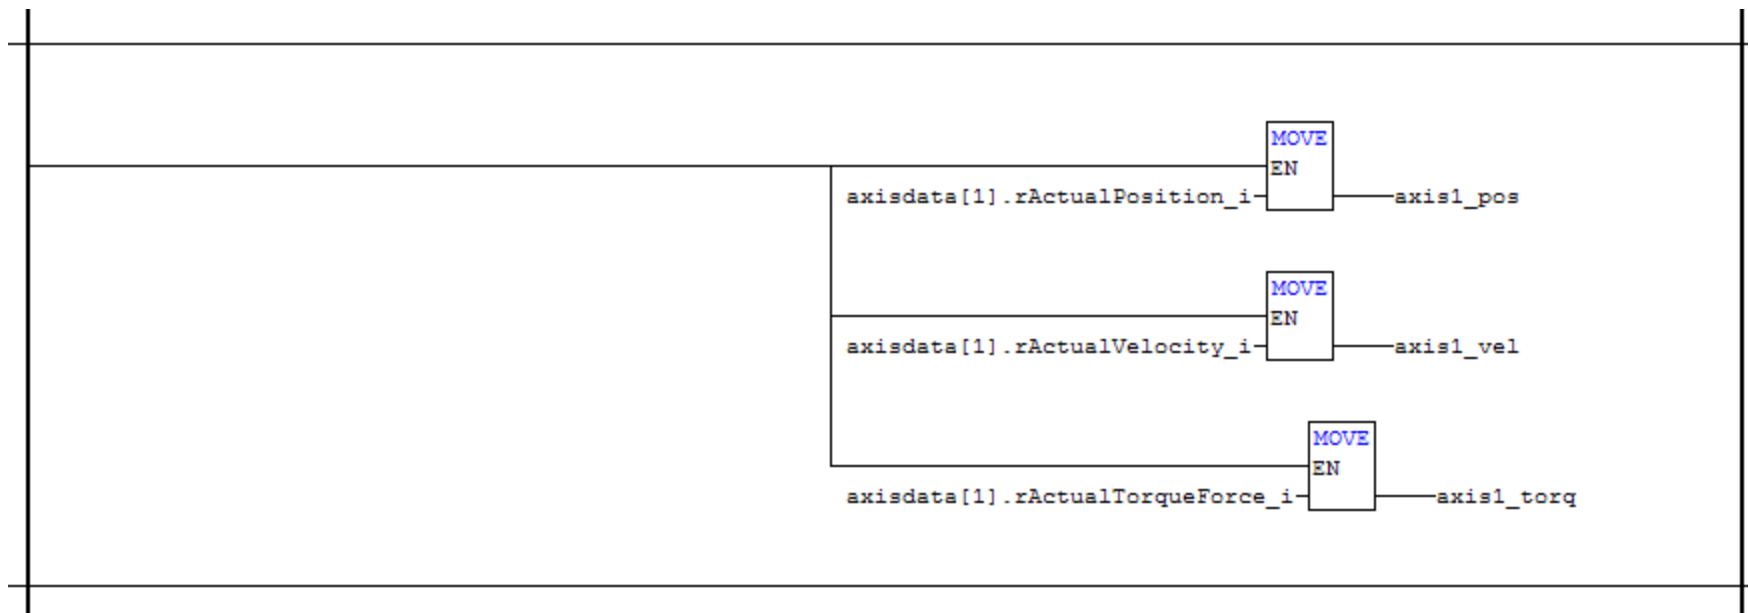 MOVE
EN
axisdata[1].rActualPosition_i axis1_pos
MOVE
EN
axisdata[1].rActualVelocity_i axis1_vel
MOVE
EN
axisdata[1].rActualTorqueForce_i axis1_torq